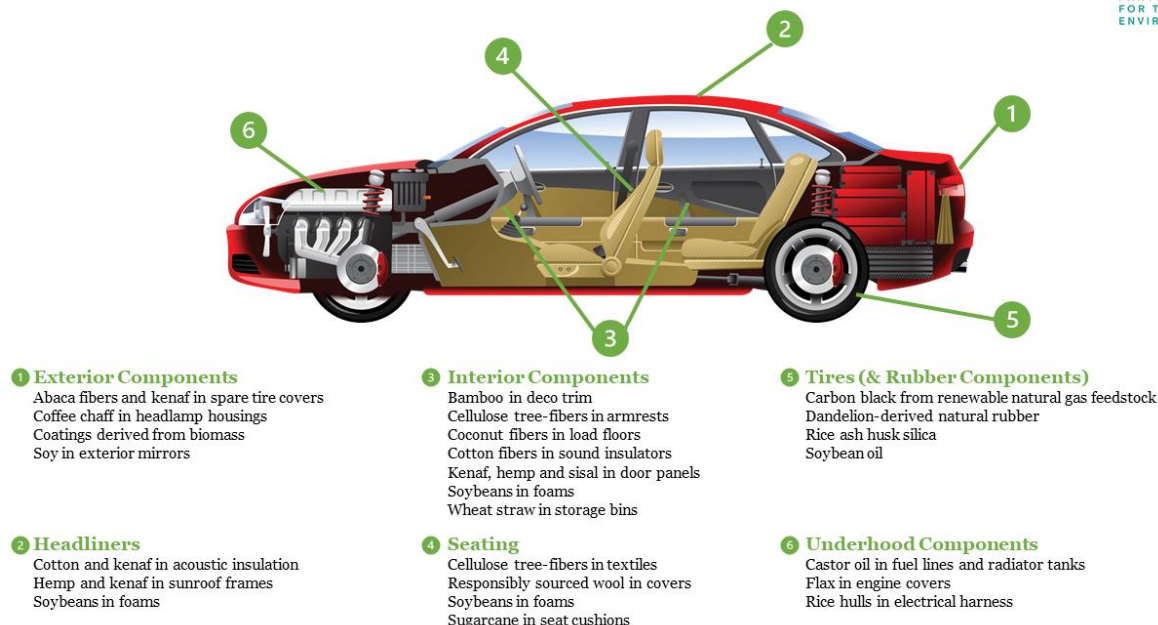 FOR T
ENVIR
2
4
1
6
3
5
1 Exterior Components
Abaca fibers and kenaf in spare tire covers
Coffee chaff in headlamp housings
Coatings derived from biomass
Soy in exterior mirrors
2 Headliners
Cotton and kenaf in acoustic insulation
Hemp and kenaf in sunroof frames
Soybeans in foams
3 Interior Components
Bamboo in deco trim
Cellulose tree-fibers in armrests
Coconut fibers in load floors
Cotton fibers in sound insulators
Kenaf, hemp and sisal in door panels
Soybeans in foams
Wheat straw in storage bins
4 Seating
Cellulose tree-fibers in textiles
Responsibly sourced wool in covers
Soybeans in foams
Sugarcane in seat cushions
5 Tires (& Rubber Components)
Carbon black from renewable natural gas feedstock
Dandelion-derived natural rubber
Rice ash husk silica
Soybean oil
6 Underhood Components
Castor oil in fuel lines and radiator tanks
Flax in engine covers
Rice hulls in electrical harness